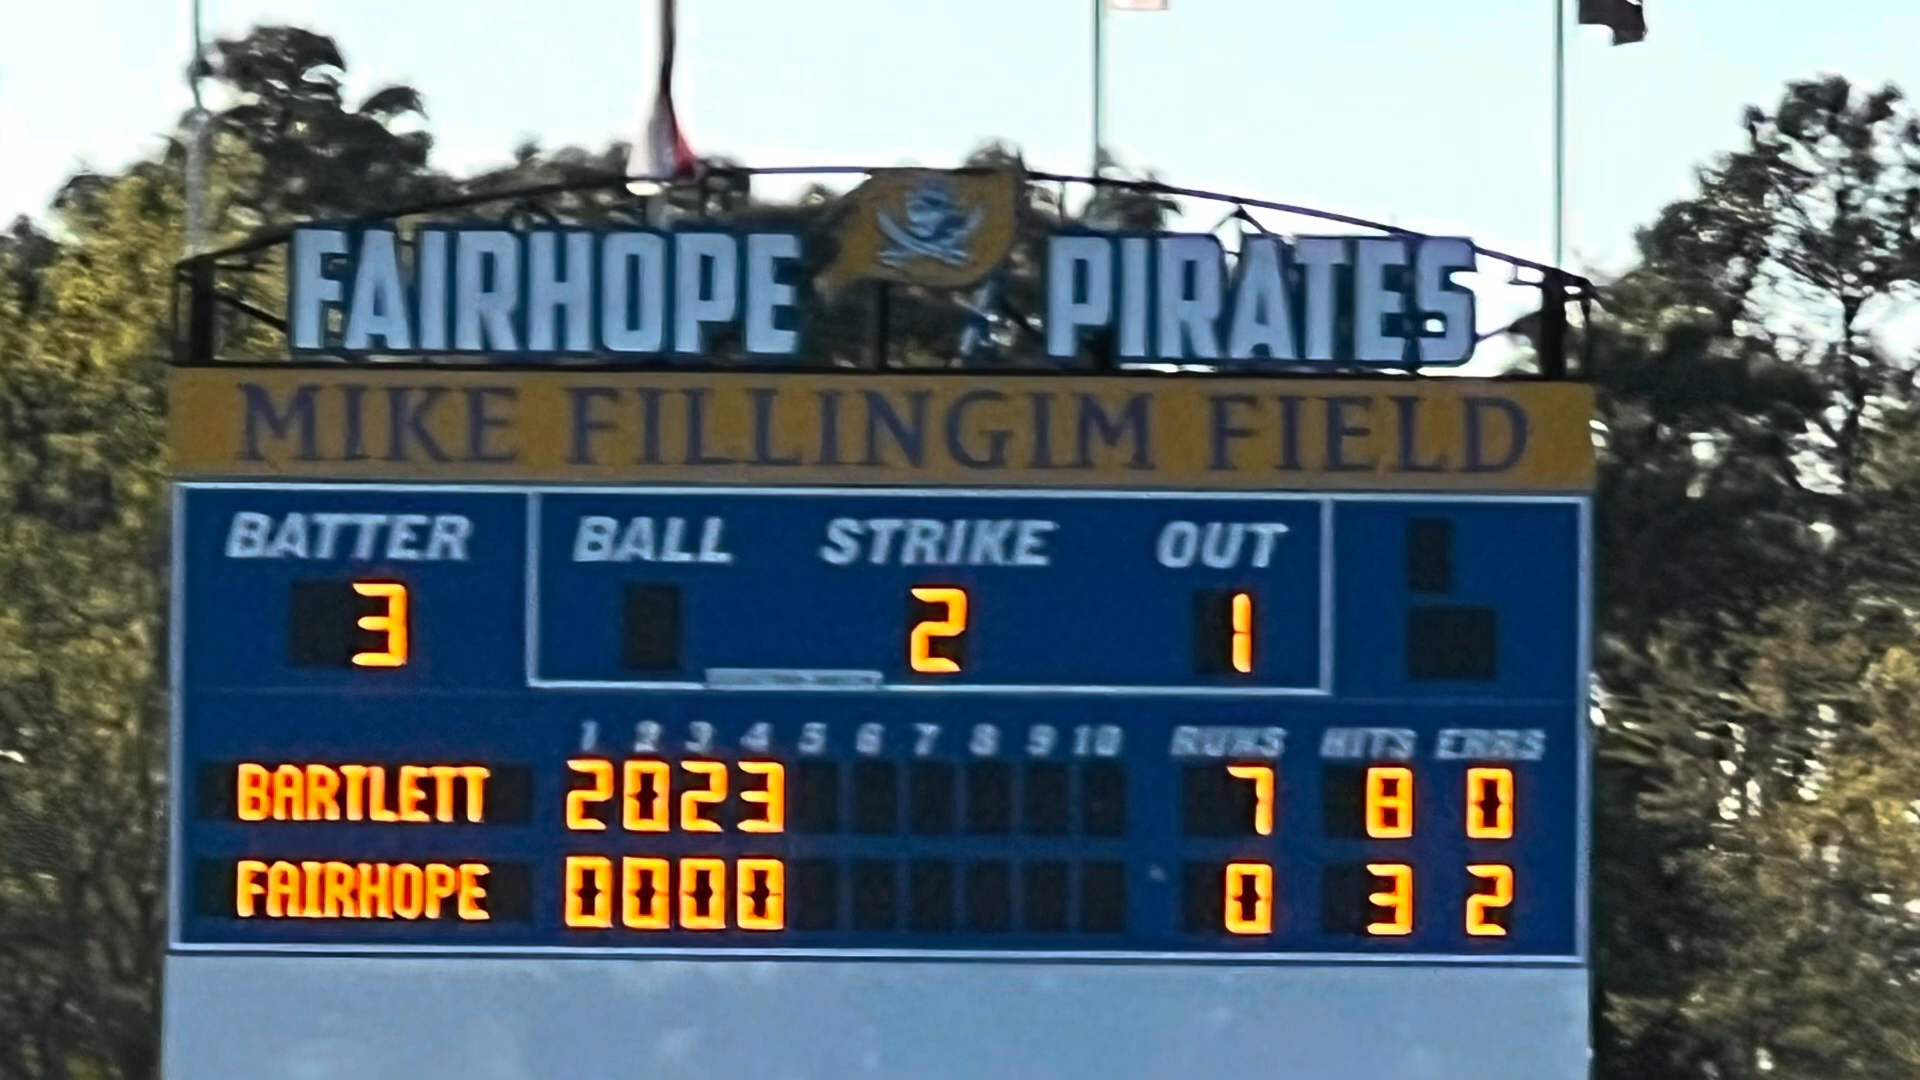 FAIRHOPE PIRATES
MIKE FILLINGIM FIELD
BATTER BALL STRIKE OUT
3 2 1
1 2 3 4 5 6 7 8 9 10 RUNS HITS ERRS
BARTLETT 2 0 2 3 7 8 0
FAIRHOPE 0 0 0 0 0 3 2